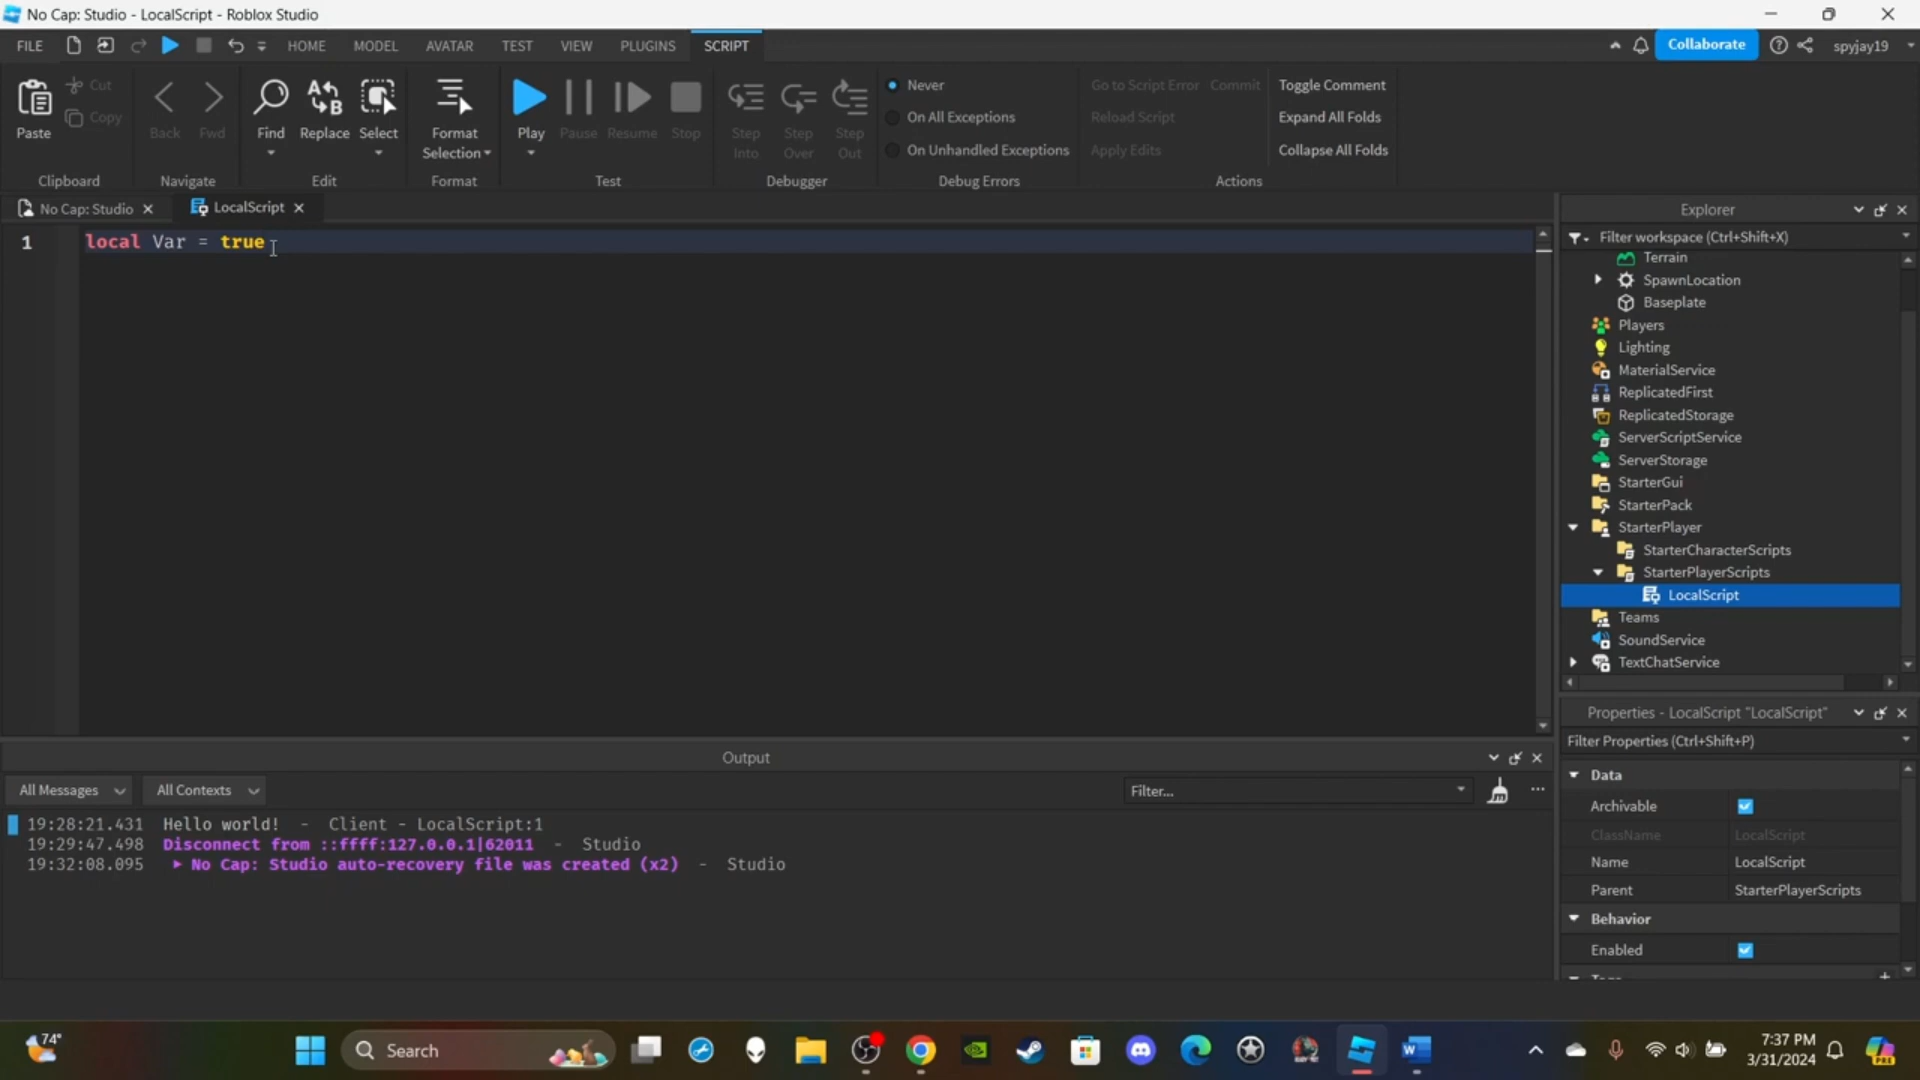 No Cap: Studio - LocalScript - Roblox Studio
FILE HOME MODEL AVATAR TEST VIEW PLUGINS SCRIPT Collaborate spyjay19
Paste Cut Copy
Clipboard
Back Fwd
Navigate
Find Replace Select
Edit
Format Selection
Format
Play Pause Resume Stop
Test
Step Into Step Over Step Out
Debugger
Never
On All Exceptions
On Unhandled Exceptions
Debug Errors
Go to Script Error Commit Toggle Comment
Reload Script Expand All Folds
Apply Edits Collapse All Folds
Actions
No Cap: Studio LocalScript
1 local Var = true
Explorer
Filter workspace (Ctrl+Shift+X)
Terrain
SpawnLocation
Baseplate
Players
Lighting
MaterialService
ReplicatedFirst
ReplicatedStorage
ServerScriptService
ServerStorage
StarterGui
StarterPack
StarterPlayer
StarterCharacterScripts
StarterPlayerScripts
LocalScript
Teams
SoundService
TextChatService
Properties - LocalScript "LocalScript"
Filter Properties (Ctrl+Shift+P)
Data
Archivable
ClassName LocalScript
Name LocalScript
Parent StarterPlayerScripts
Behavior
Enabled
Output
All Messages All Contexts Filter... ...
19:28:21.431 Hello world! - Client - LocalScript:1
19:29:47.498 Disconnect from ::ffff:127.0.0.1|62011 - Studio
19:32:08.095 No Cap: Studio auto-recovery file was created (x2) - Studio
74°
Search
7:37 PM
3/31/2024
PRE